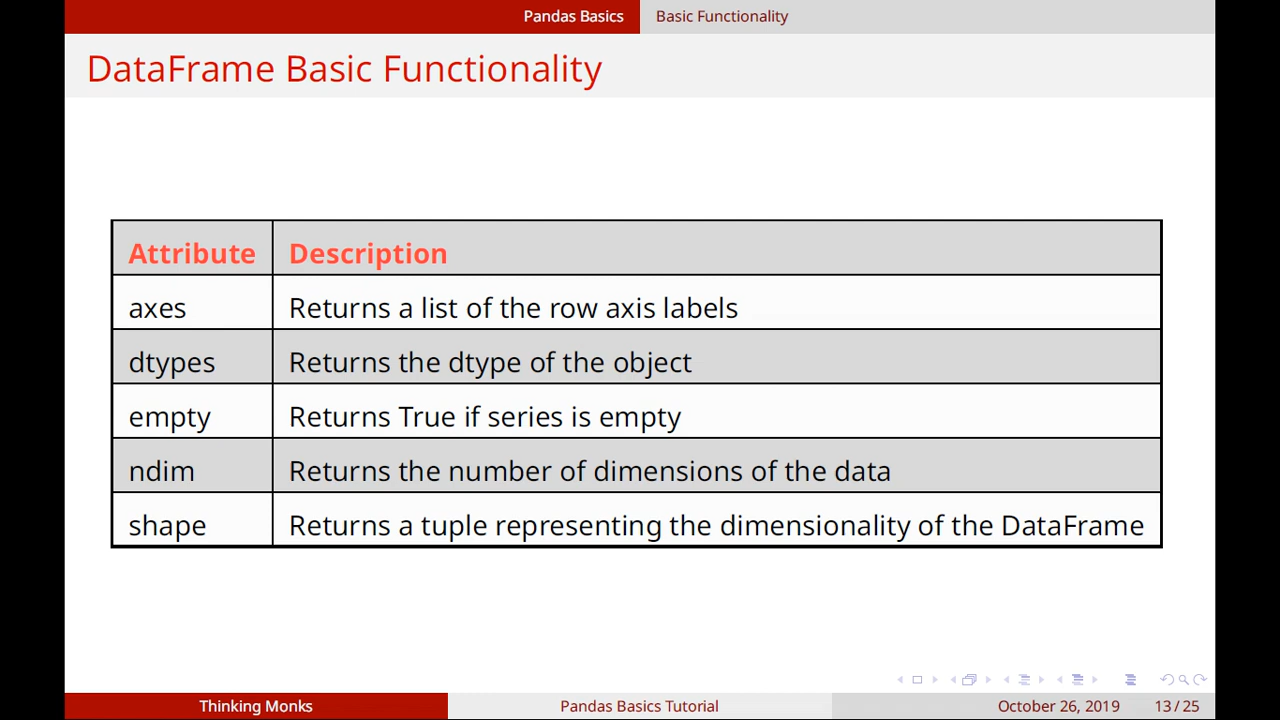 Pandas Basics Basic Functionality
DataFrame Basic Functionality
Attribute Description
axes Returns a list of the row axis labels
dtypes Returns the dtype of the object
empty Returns True if series is empty
ndim Returns the number of dimensions of the data
shape Returns a tuple representing the dimensionality of the DataFrame
Thinking Monks Pandas Basics Tutorial October 26, 2019 13 / 25